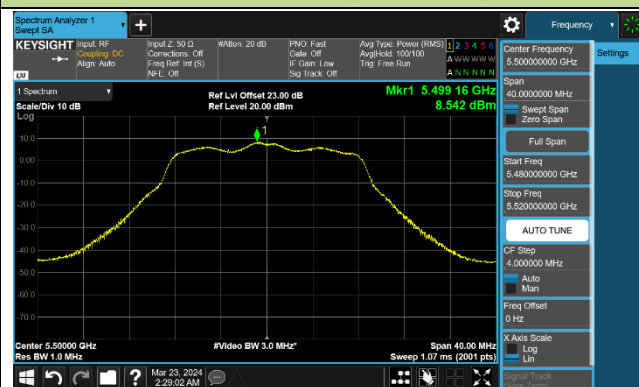 Spectrum Analyzer 1
Swept SA
+
Frequency
KEYSIGHT
Input: RF
Coupling: DC
Align: Auto
Input Z: 50 Ω
Corrections: Off
Freq Ref: Int (S)
NFE: Off
#Atten: 20 dB
PNO: Fast
Gate: Off
IF Gain: Low
Sig Track: Off
Avg Type: Power (RMS)
Avg|Hold: 100/100
Trig: Free Run
1 2 3 4 5 6
A W W W W W
A N N N N N
LXI
1 Spectrum
Scale/Div 10 dB
Log
Ref Lvl Offset 23.00 dB
Ref Level 20.00 dBm
Mkr1 5.499 16 GHz
8.542 dBm
1
10.0
0.00
-10.0
-20.0
-30.0
-40.0
-50.0
-60.0
-70.0
Center 5.50000 GHz
Res BW 1.0 MHz
#Video BW 3.0 MHz*
Span 40.00 MHz
Sweep 1.07 ms (2001 pts)
Center Frequency
5.500000000 GHz
Span
40.0000000 MHz
Swept Span
Zero Span
Full Span
Start Freq
5.480000000 GHz
Stop Freq
5.520000000 GHz
AUTO TUNE
CF Step
4.000000 MHz
Auto
Man
Freq Offset
0 Hz
X Axis Scale
Log
Lin
Signal Track
(Span Zoom)
Settings
?
Mar 23, 2024
2:29:02 AM